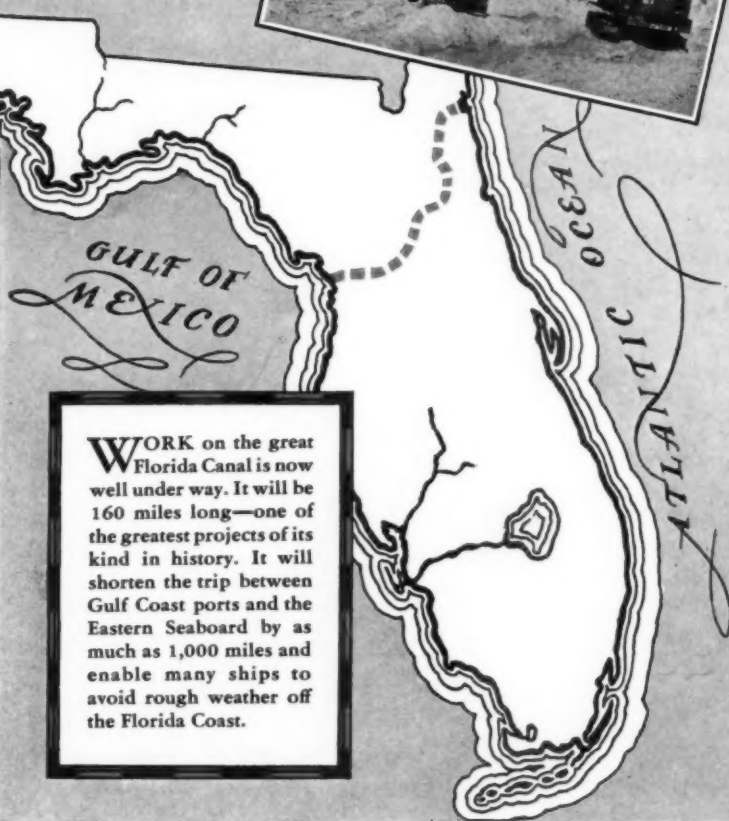 GULF OF
MEXICO
ATLANTIC OCEAN
WORK on the great
Florida Canal is now
well under way. It will be
160 miles long—one of
the greatest projects of its
kind in history. It will
shorten the trip between
Gulf Coast ports and the
Eastern Seaboard by as
much as 1,000 miles and
enable many ships to
avoid rough weather off
the Florida Coast.